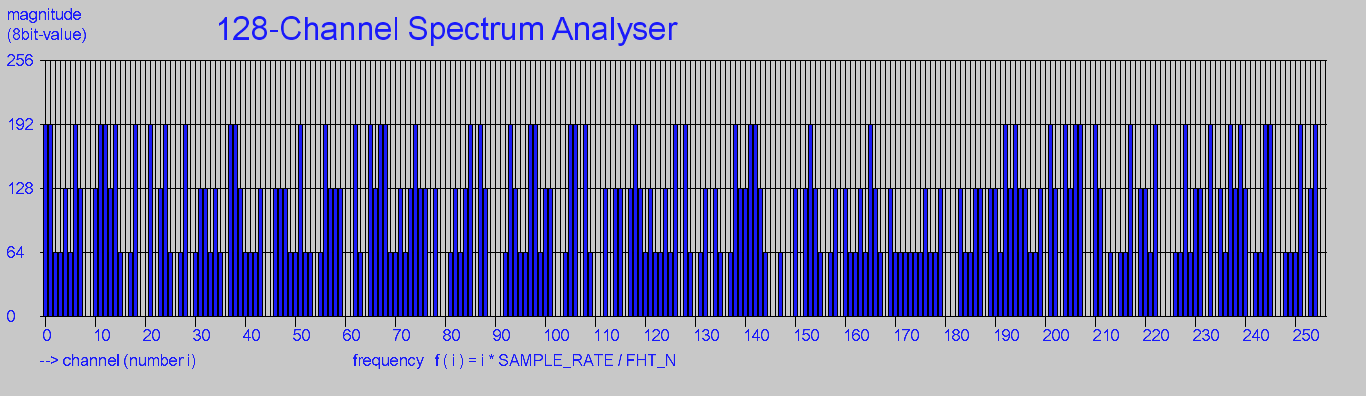 magnitude
(8bit-value)
128-Channel Spectrum Analyser
256
192
128
64
0
0 10 20 30 40 50 60 70 80 90 100 110 120 130 140 150 160 170 180 190 200 210 220 230 240 250
--> channel (number i)
frequency f ( i ) = i * SAMPLE_RATE / FHT_N